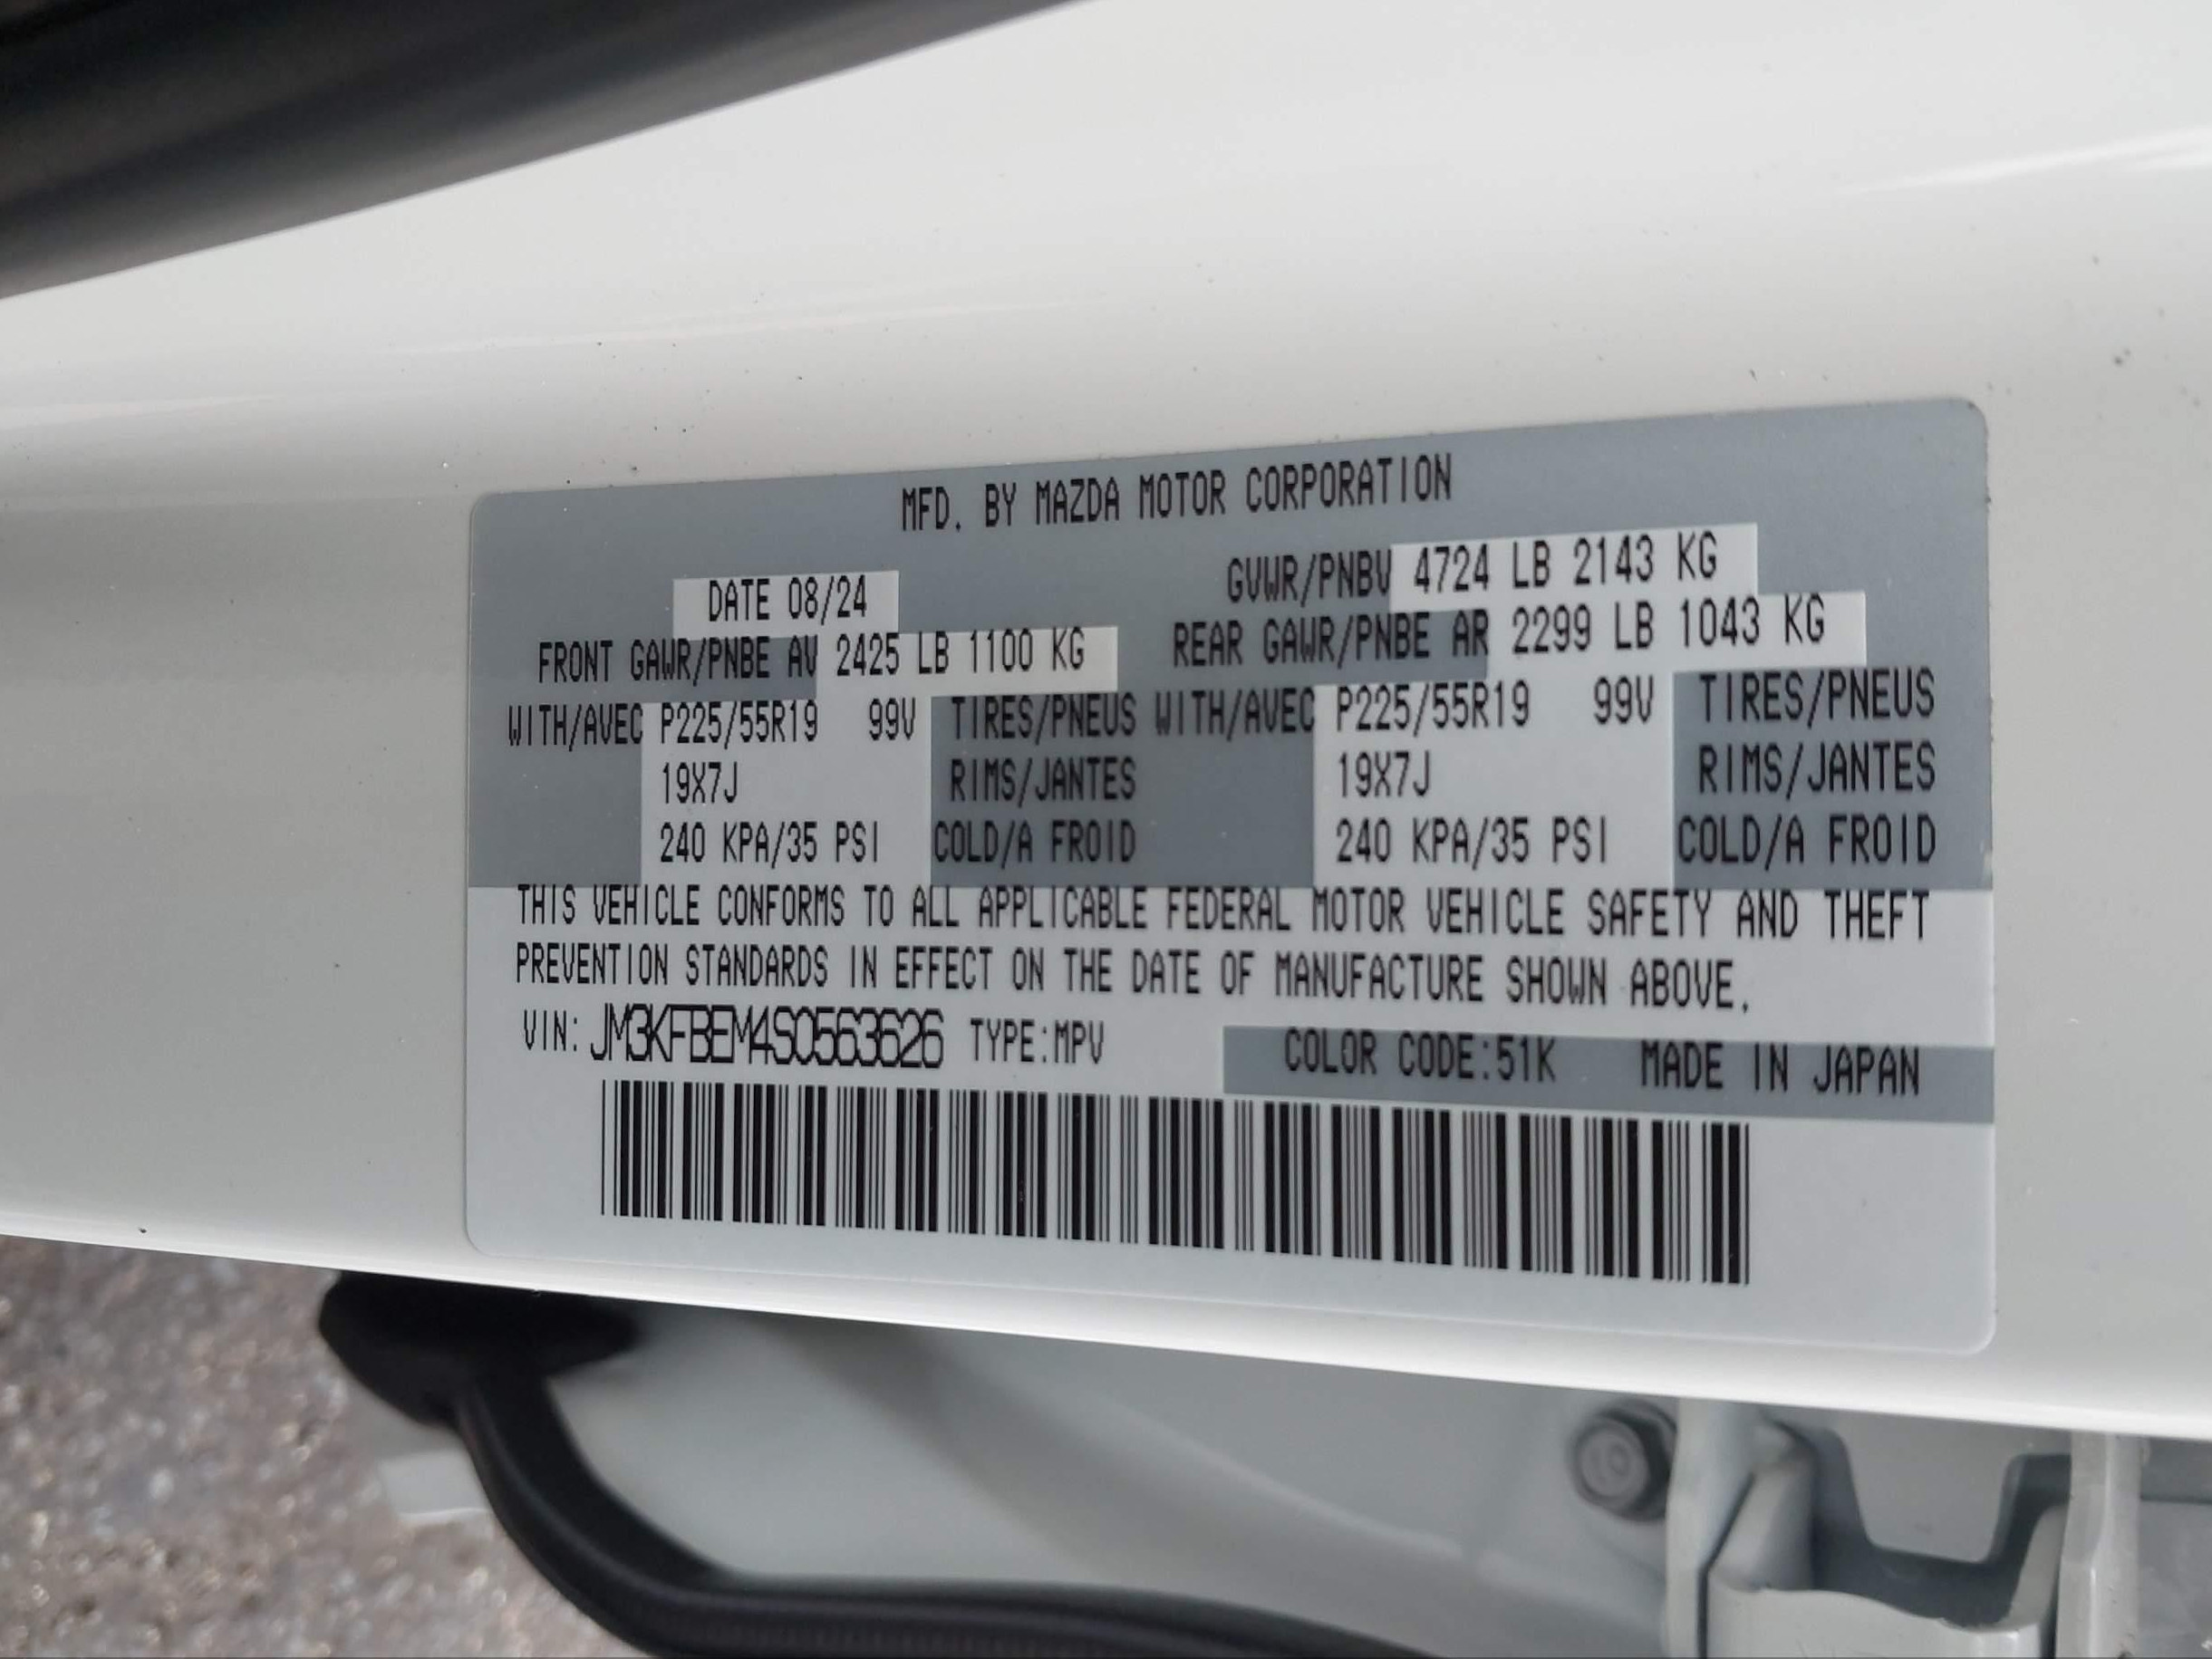 MFD. BY MAZDA MOTOR CORPORATION
DATE 08/24 GVWR/PNBV 4724 LB 2143 KG
FRONT GAWR/PNBE AV 2425 LB 1100 KG REAR GAWR/PNBE AR 2299 LB 1043 KG
WITH/AVEC P225/55R19 99V TIRES/PNEUS WITH/AVEC P225/55R19 99V TIRES/PNEUS
19X7J RIMS/JANTES 19X7J RIMS/JANTES
240 KPA/35 PSI COLD/A FROID 240 KPA/35 PSI COLD/A FROID
THIS VEHICLE CONFORMS TO ALL APPLICABLE FEDERAL MOTOR VEHICLE SAFETY AND THEFT
PREVENTION STANDARDS IN EFFECT ON THE DATE OF MANUFACTURE SHOWN ABOVE.
VIN: JM3KFBEM4S0563626 TYPE:MPV COLOR CODE:51K MADE IN JAPAN
10